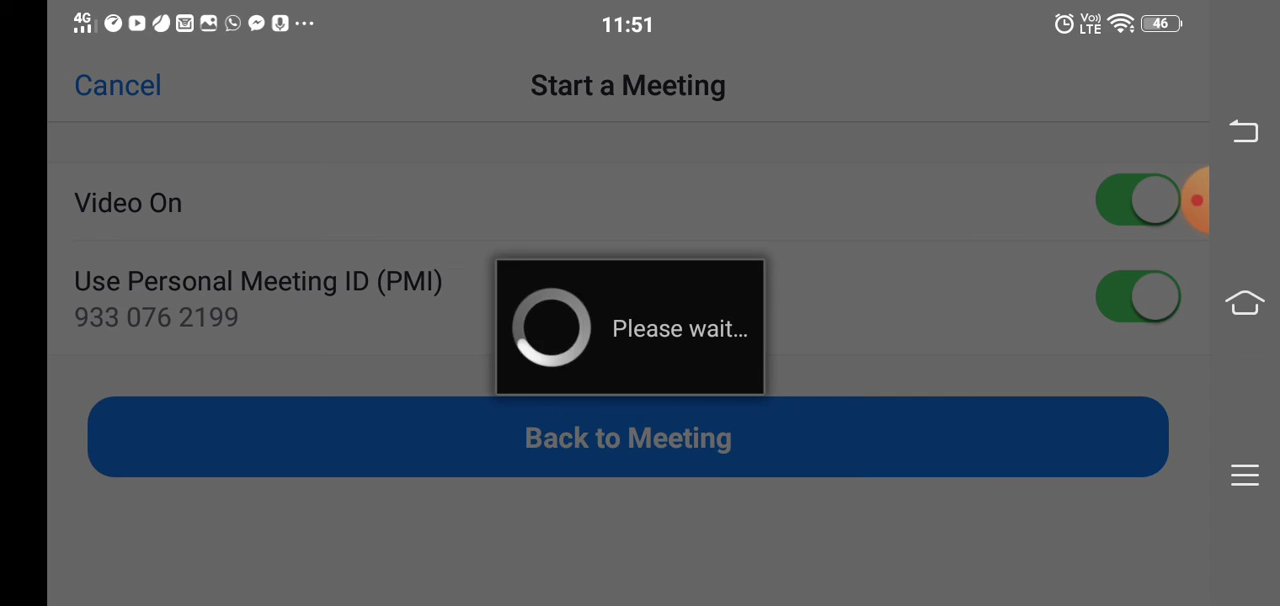 4G 11:51 Vo) LTE 46
Cancel Start a Meeting
Video On
Use Personal Meeting ID (PMI)
933 076 2199
Please wait...
Back to Meeting